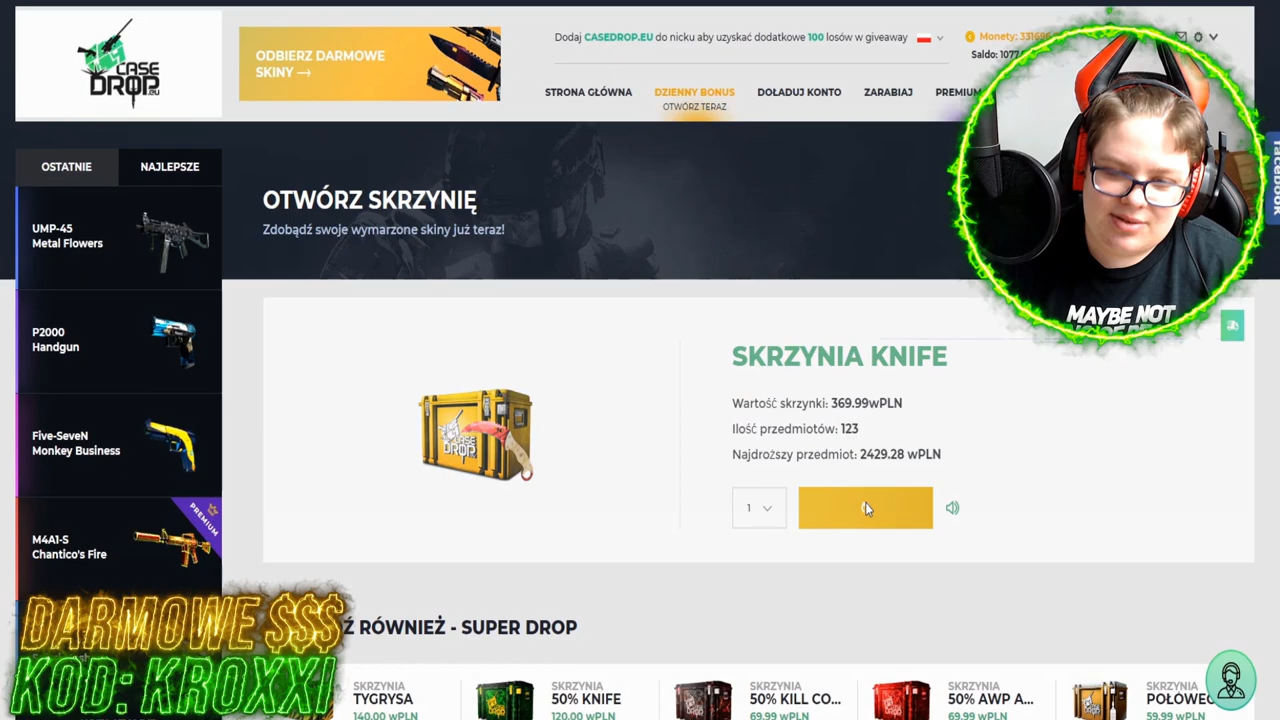 CASE
DROP.EU
ODBIERZ DARMOWE
SKINY →
Dodaj CASEDROP.EU do nicku aby uzyskać dodatkowe 100 losów w giveaway
Monety:
Saldo: 1077
STRONA GŁÓWNA
DZIENNY BONUS
OTWÓRZ TERAZ
DOŁADUJ KONTO
ZARABIAJ
PREMIUM
facebook
OSTATNIE
NAJLEPSZE
OTWÓRZ SKRZYNIĘ
Zdobądź swoje wymarzone skiny już teraz!
UMP-45
Metal Flowers
P2000
Handgun
Five-SeveN
Monkey Business
PREMIUM
M4A1-S
Chantico's Fire
MAYBE NOT
CASE
DROP
SKRZYNIA KNIFE
Wartość skrzynki: 369.99wPLN
Ilość przedmiotów: 123
Najdroższy przedmiot: 2429.28 wPLN
1
DARMOWE $$$
KOD: KROXXI
Ź RÓWNIEŻ - SUPER DROP
SKRZYNIA
TYGRYSA
140.00 wPLN
SKRZYNIA
50% KNIFE
120.00 wPLN
SKRZYNIA
50% KILL CO...
69.99 wPLN
SKRZYNIA
50% AWP A...
69.99 wPLN
SKRZYNIA
POŁOWEC
59.99 wPLN